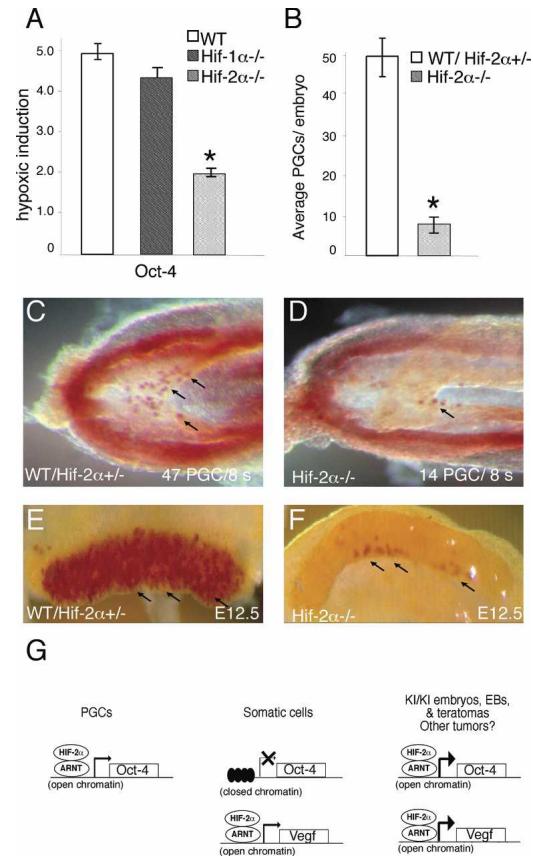 A
WT
Hif-1α-/-
Hif-2α-/-
5.0
4.0
3.0
2.0
1.0
0
hypoxic induction
*
Oct-4
B
WT/ Hif-2α+/-
Hif-2α-/-
50
40
30
20
10
0
Average PGCs/ embryo
*
C
WT/Hif-2α+/- 47 PGC/8 s
D
Hif-2α-/- 14 PGC/ 8 s
E
WT/Hif-2α+/- E12.5
F
Hif-2α-/- E12.5
G
PGCs
HIF-2α
ARNT
Oct-4
(open chromatin)
Somatic cells
X
Oct-4
(closed chromatin)
HIF-2α
ARNT
Vegf
(open chromatin)
KI/KI embryos, EBs,
& teratomas
Other tumors?
HIF-2α
ARNT
Oct-4
(open chromatin)
HIF-2α
ARNT
Vegf
(open chromatin)